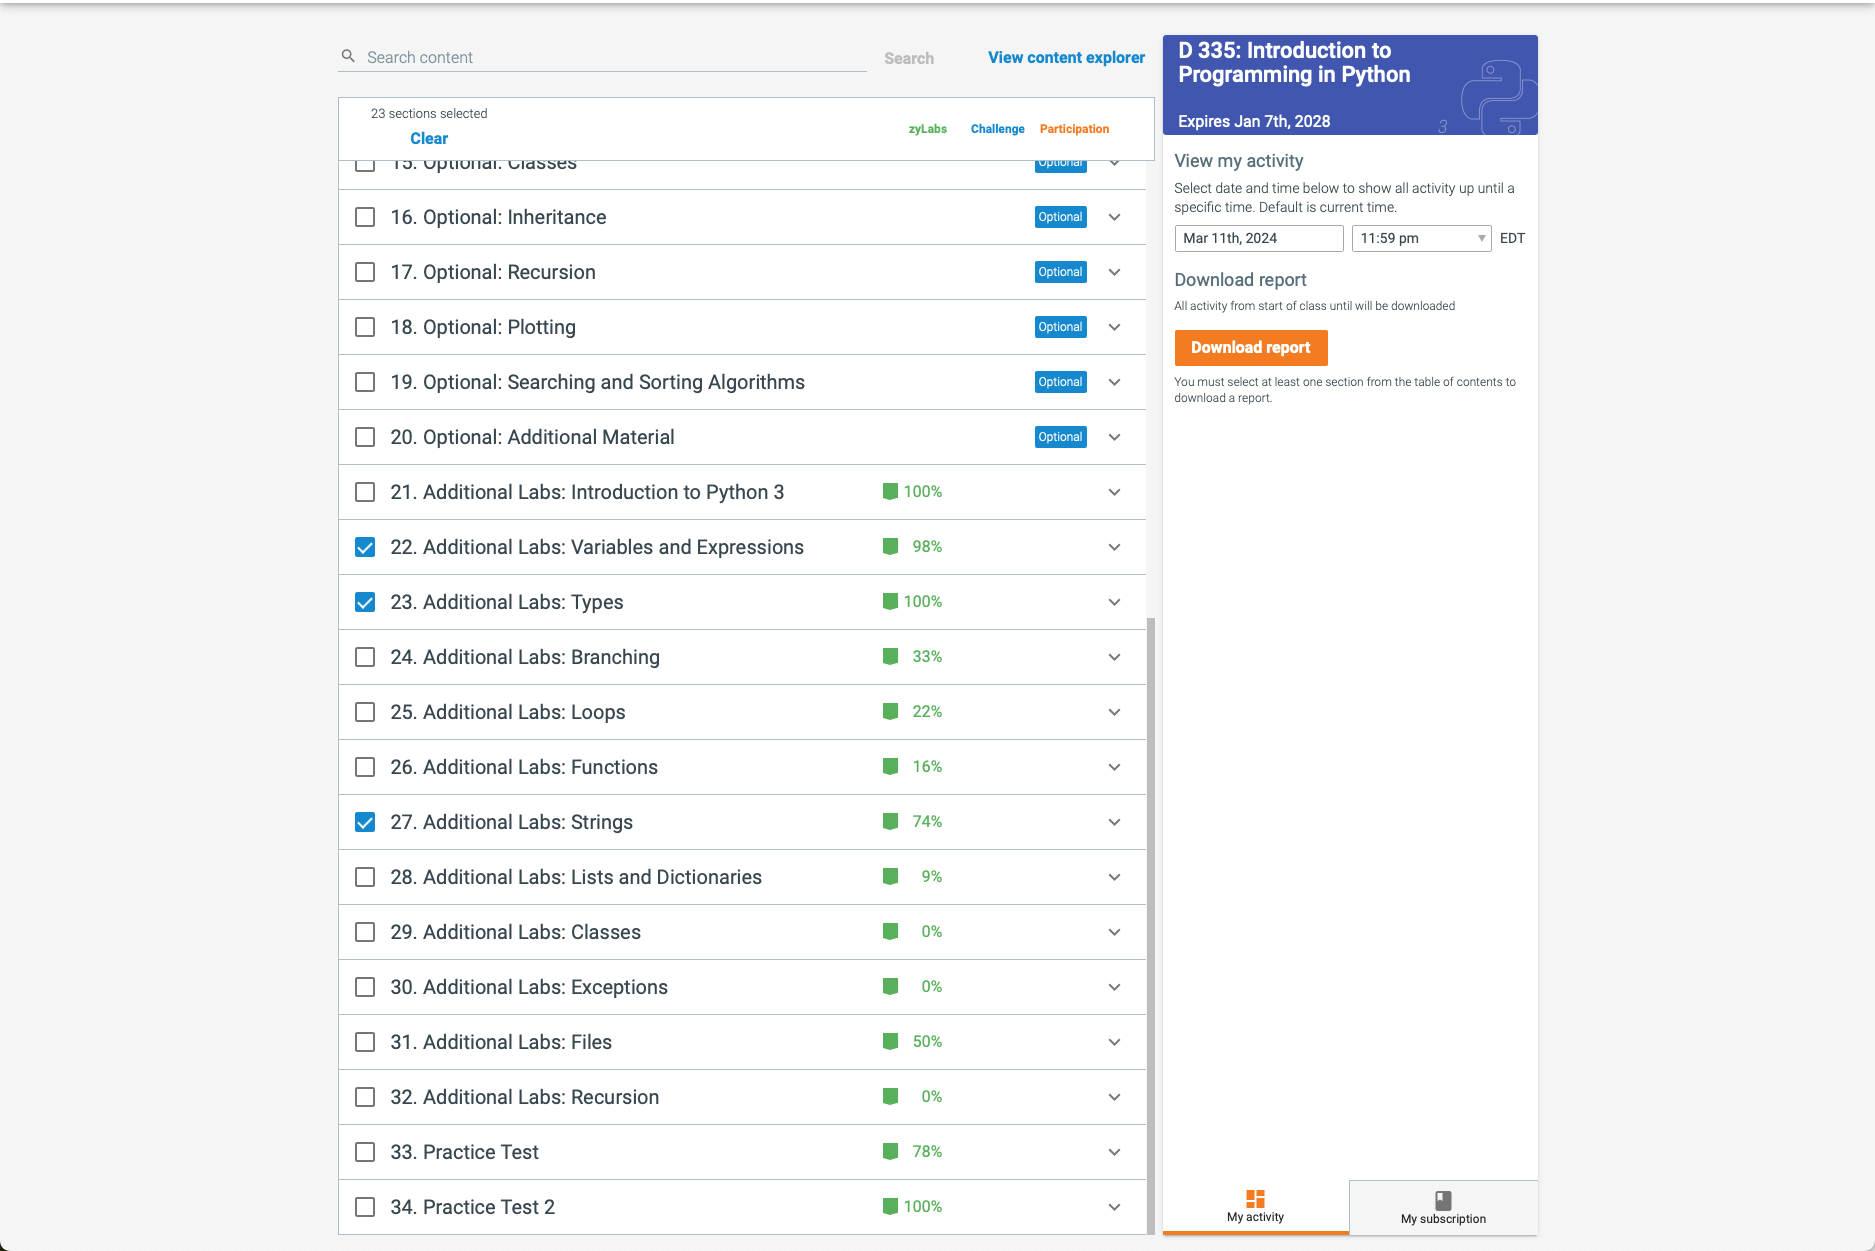 Search content
Search
View content explorer
23 sections selected
Clear
zyLabs
Challenge
Participation
15. Optional: Classes
Optional
16. Optional: Inheritance
Optional
17. Optional: Recursion
Optional
18. Optional: Plotting
Optional
19. Optional: Searching and Sorting Algorithms
Optional
20. Optional: Additional Material
Optional
21. Additional Labs: Introduction to Python 3
100%
22. Additional Labs: Variables and Expressions
98%
23. Additional Labs: Types
100%
24. Additional Labs: Branching
33%
25. Additional Labs: Loops
22%
26. Additional Labs: Functions
16%
27. Additional Labs: Strings
74%
28. Additional Labs: Lists and Dictionaries
9%
29. Additional Labs: Classes
0%
30. Additional Labs: Exceptions
0%
31. Additional Labs: Files
50%
32. Additional Labs: Recursion
0%
33. Practice Test
78%
34. Practice Test 2
100%
D 335: Introduction to
Programming in Python
Expires Jan 7th, 2028
3
View my activity
Select date and time below to show all activity up until a
specific time. Default is current time.
Mar 11th, 2024
11:59 pm
EDT
Download report
All activity from start of class until will be downloaded
Download report
You must select at least one section from the table of contents to
download a report.
My activity
My subscription